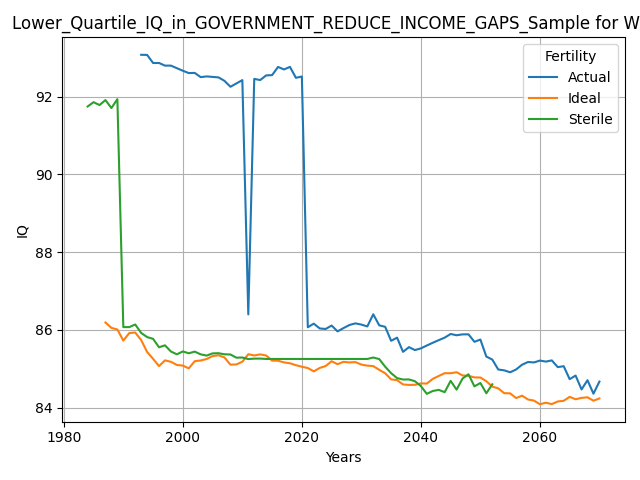 Lower_Quartile_IQ_in_GOVERNMENT_REDUCE_INCOME_GAPS_Sample for W
Fertility
Actual
Ideal
Sterile
IQ
92
90
88
86
84
1980 2000 2020 2040 2060
Years